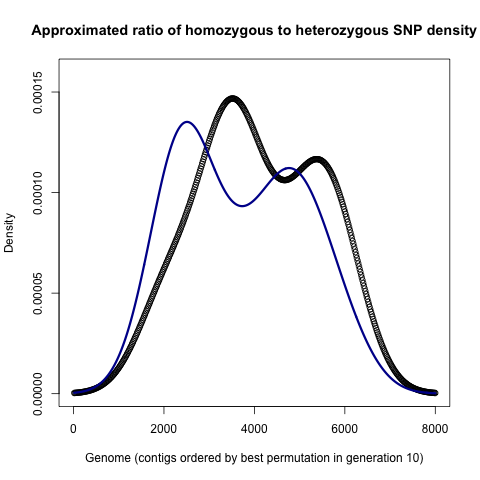 Approximated ratio of homozygous to heterozygous SNP density
Density
0.00015
0.00010
0.00005
0.00000
0 2000 4000 6000 8000
Genome (contigs ordered by best permutation in generation 10)